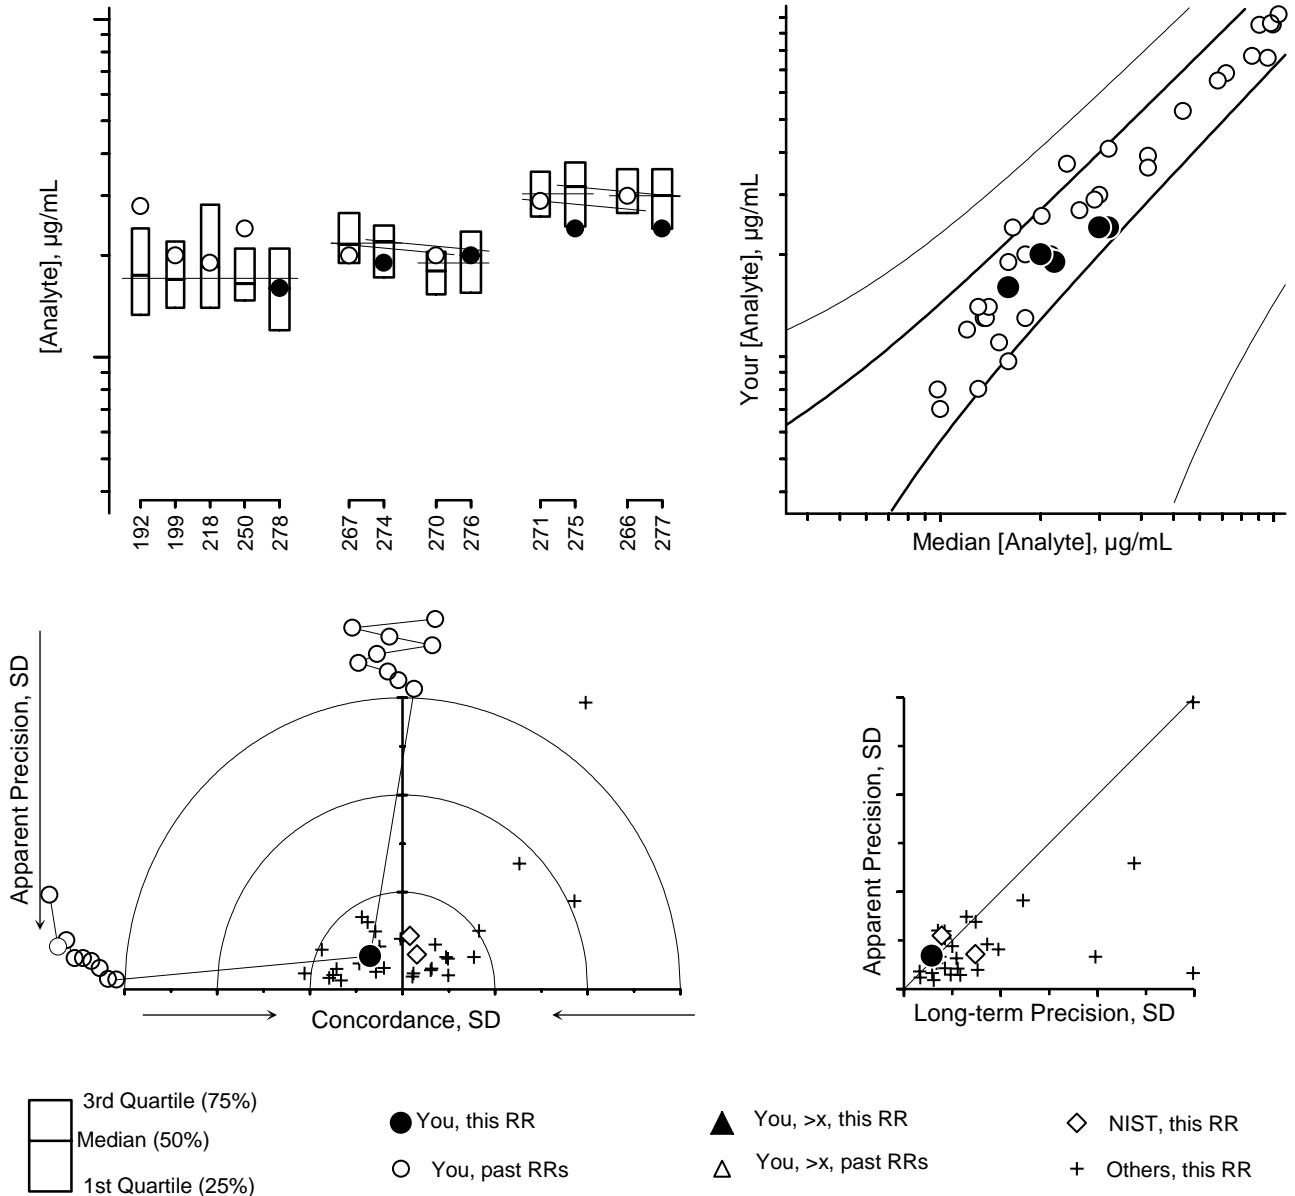 [Analyte], µg/mL
192
199
218
250
278
267
274
270
276
271
275
266
277
Your [Analyte], µg/mL
Median [Analyte], µg/mL
Apparent Precision, SD
Concordance, SD
Apparent Precision, SD
Long-term Precision, SD
3rd Quartile (75%)
Median (50%)
1st Quartile (25%)
You, this RR
You, past RRs
You, >x, this RR
You, >x, past RRs
NIST, this RR
Others, this RR